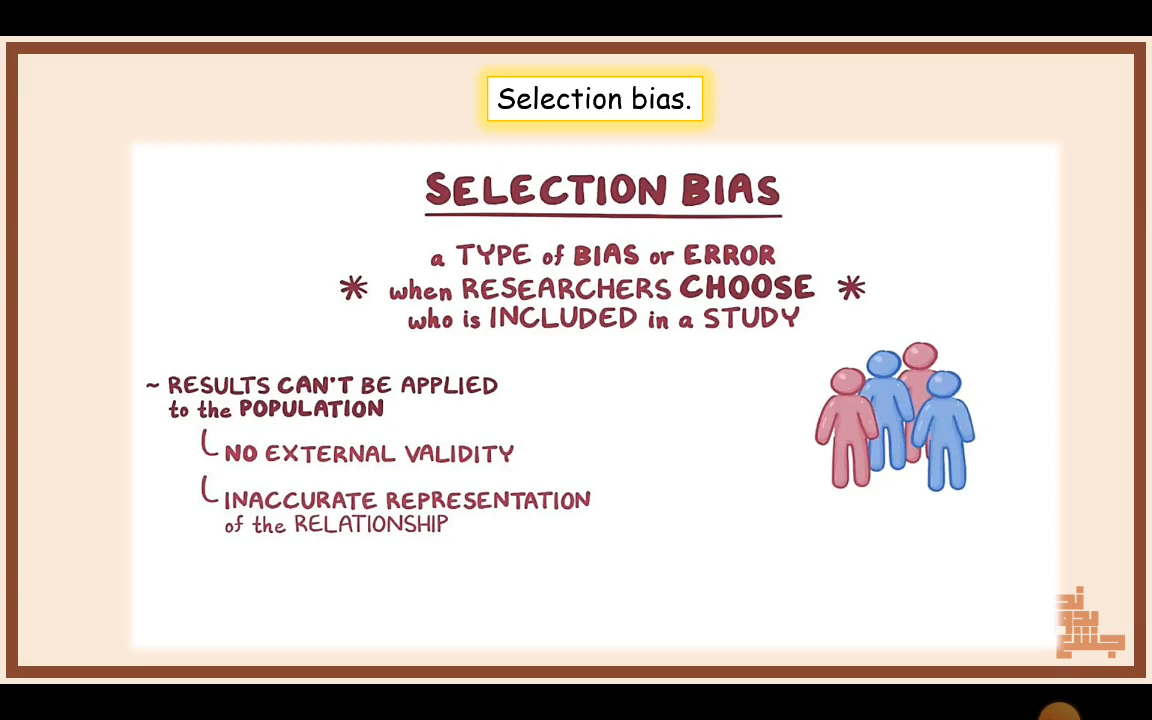 Selection bias.
SELECTION BIAS
a TYPE of BIAS or ERROR
* when RESEARCHERS CHOOSE *
who is INCLUDED in a STUDY
~ RESULTS CAN'T BE APPLIED
to the POPULATION
NO EXTERNAL VALIDITY
INACCURATE REPRESENTATION
of the RELATIONSHIP